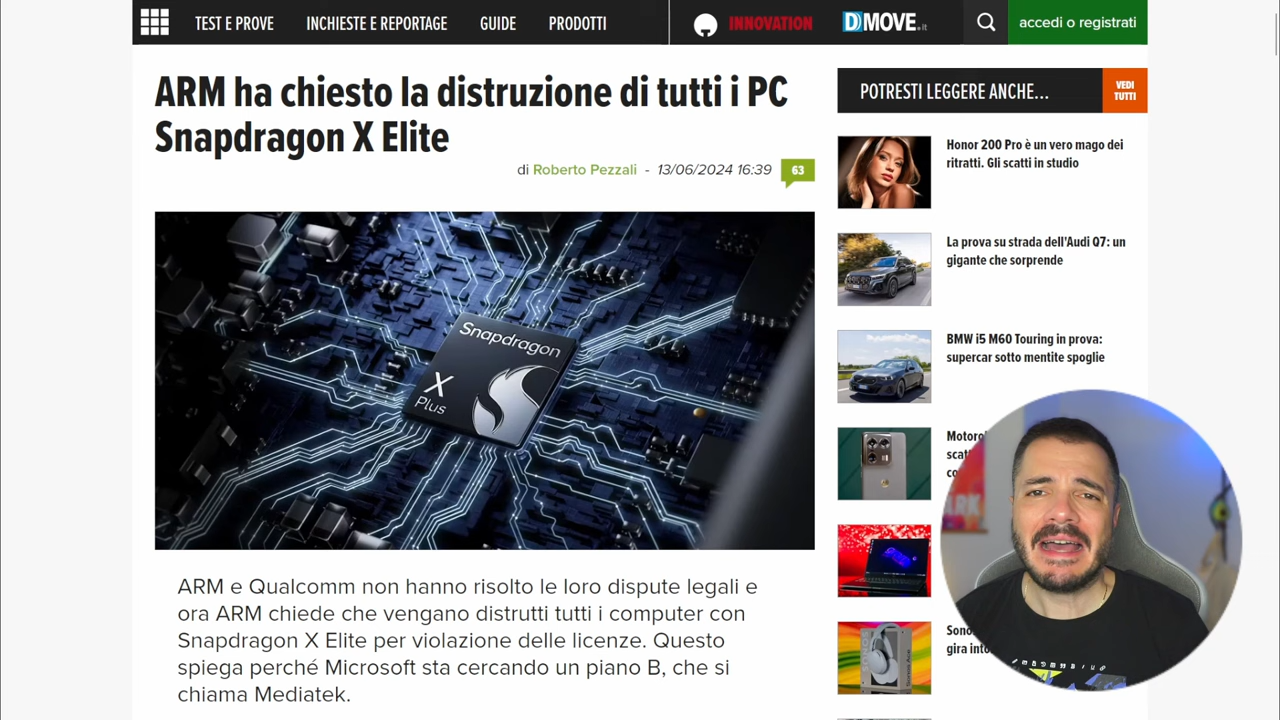 TEST E PROVE
INCHIESTE E REPORTAGE
GUIDE
PRODOTTI
INNOVATION
DMOVE.it
accedi o registrati
ARM ha chiesto la distruzione di tutti i PC
Snapdragon X Elite
di Roberto Pezzali - 13/06/2024 16:39
63
Snapdragon
X
Plus
ARM e Qualcomm non hanno risolto le loro dispute legali e
ora ARM chiede che vengano distrutti tutti i computer con
Snapdragon X Elite per violazione delle licenze. Questo
spiega perché Microsoft sta cercando un piano B, che si
chiama Mediatek.
POTRESTI LEGGERE ANCHE...
VEDI
TUTTI
Honor 200 Pro è un vero mago dei
ritratti. Gli scatti in studio
La prova su strada dell'Audi Q7: un
gigante che sorprende
BMW i5 M60 Touring in prova:
supercar sotto mentite spoglie